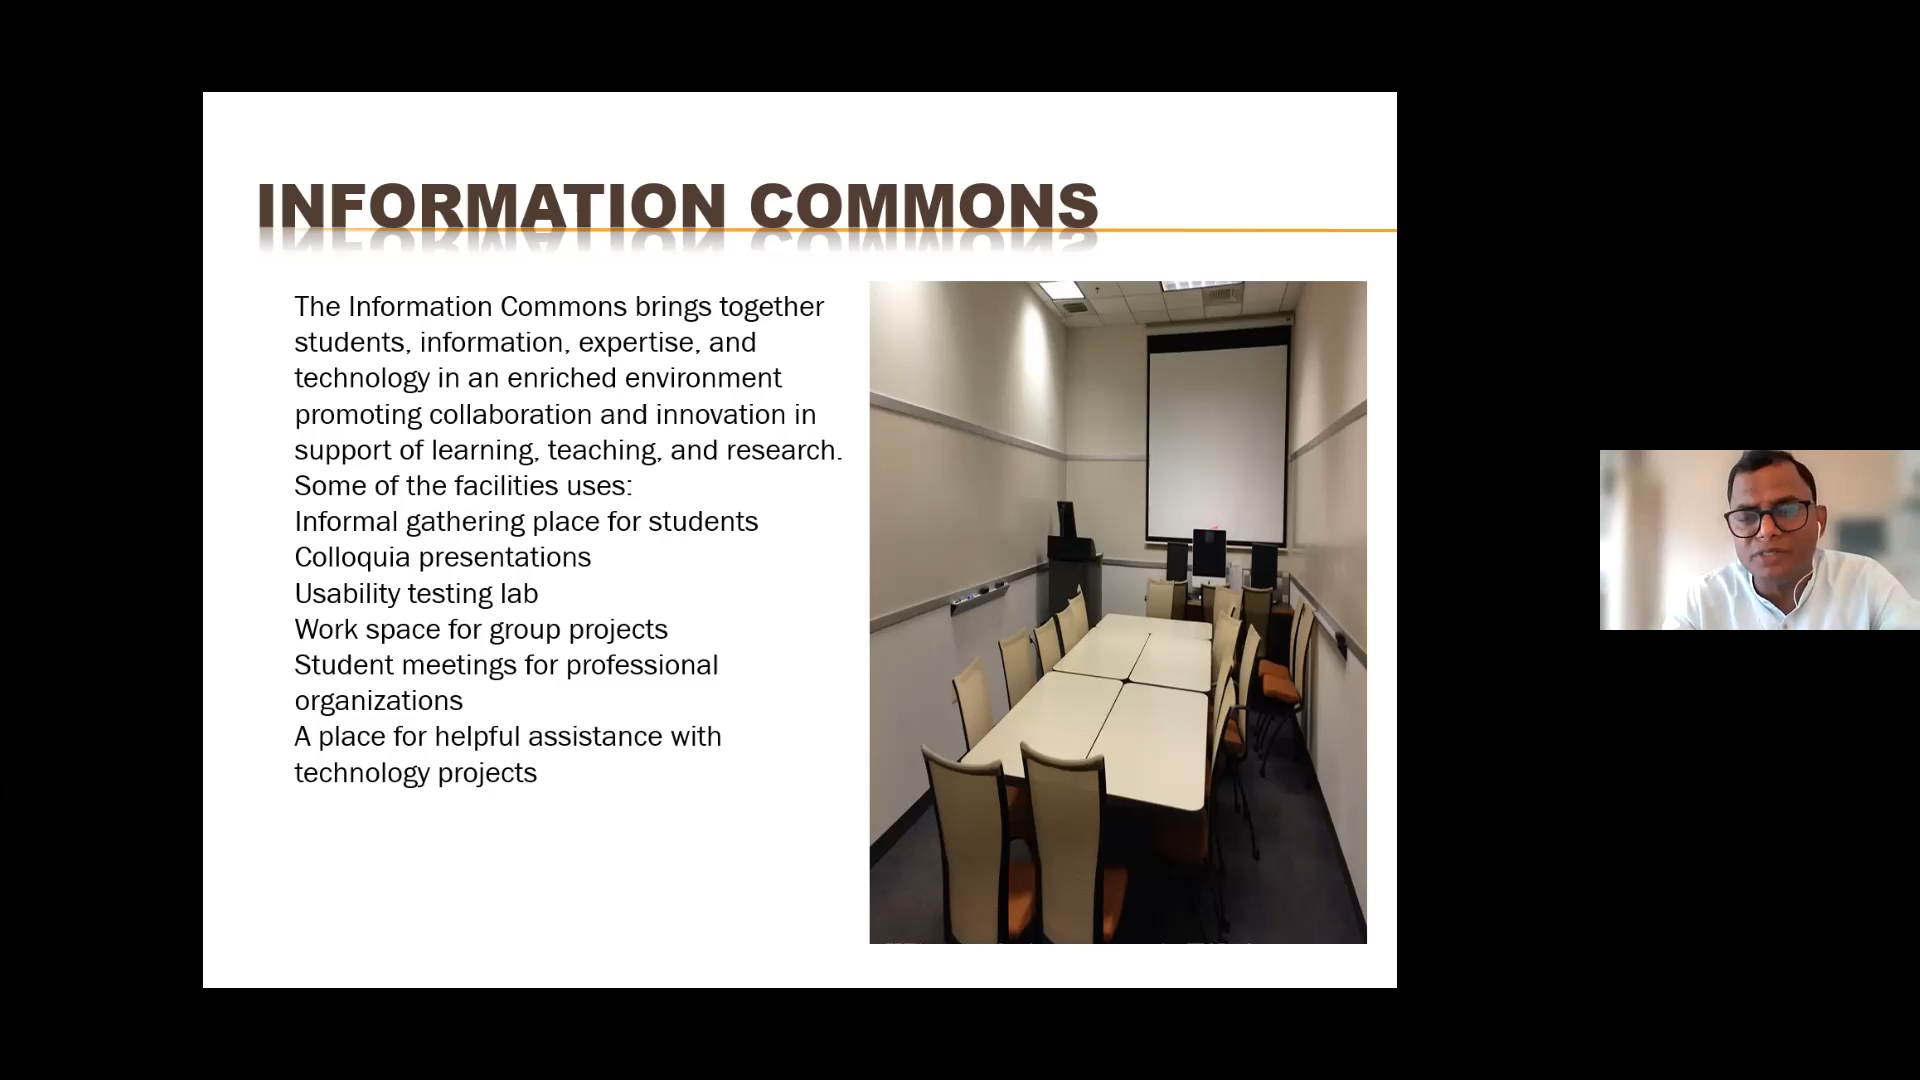 INFORMATION COMMONS
The Information Commons brings together
students, information, expertise, and
technology in an enriched environment
promoting collaboration and innovation in
support of learning, teaching, and research.
Some of the facilities uses:
Informal gathering place for students
Colloquia presentations
Usability testing lab
Work space for group projects
Student meetings for professional
organizations
A place for helpful assistance with
technology projects